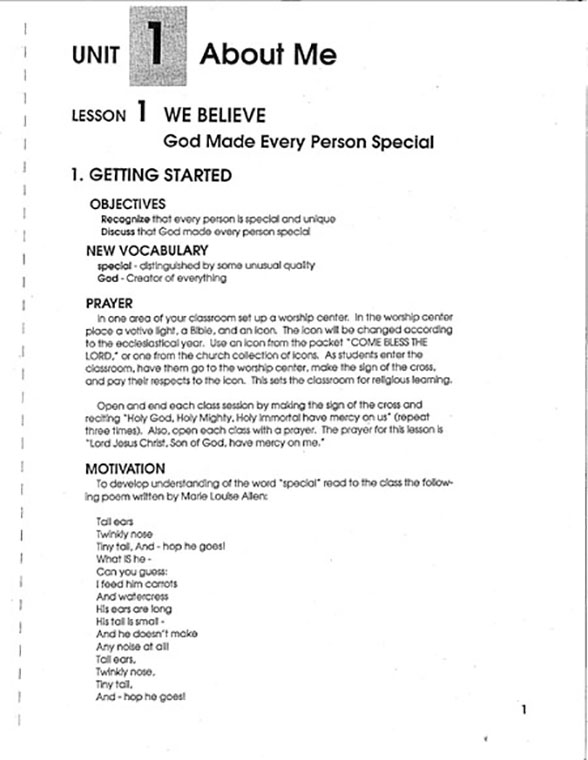 UNIT 1 About Me
LESSON 1 WE BELIEVE
God Made Every Person Special
1. GETTING STARTED
OBJECTIVES
Recognize that every person is special and unique
Discuss that God made every person special
NEW VOCABULARY
special - distinguished by some unusual quality
God - Creator of everything
PRAYER
In one area of your classroom set up a worship center. In the worship center
place a votive light, a Bible, and an icon. The icon will be changed according
to the ecclesiastical year. Use an icon from the packet "COME BLESS THE
LORD," or one from the church collection of icons. As students enter the
classroom, have them go to the worship center, make the sign of the cross,
and pay their respects to the icon. This sets the classroom for religious learning.
Open and end each class session by making the sign of the cross and
reciting "Holy God, Holy Mighty, Holy Immortal have mercy on us" (repeat
three times). Also, open each class with a prayer. The prayer for this lesson is
"Lord Jesus Christ, Son of God, have mercy on me."
MOTIVATION
To develop understanding of the word "special" read to the class the follow-
ing poem written by Marie Louise Allen:
Tall ears
Twinkly nose
Tiny tail, And - hop he goes!
What IS he -
Can you guess:
I feed him carrots
And watercress
His ears are long
His tail is small -
And he doesn't make
Any noise at all!
Tall ears,
Twinkly nose,
Tiny tail,
And - hop he goes!
1